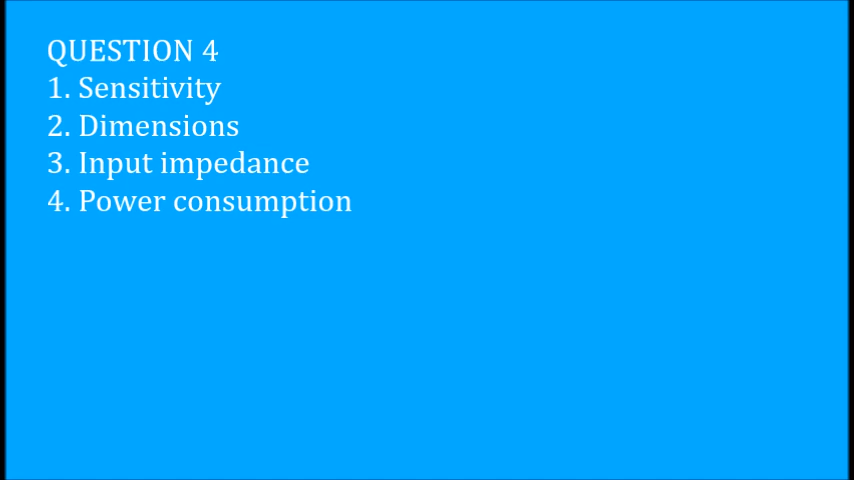 QUESTION 4
1. Sensitivity
2. Dimensions
3. Input impedance
4. Power consumption